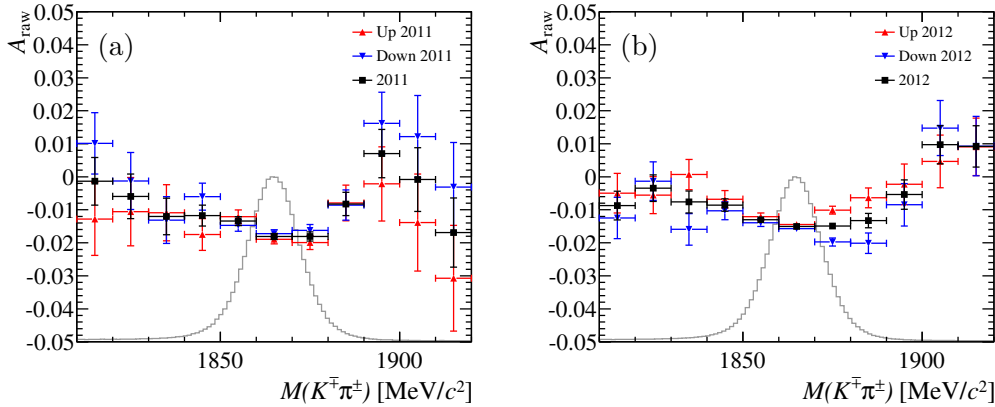 A_raw
0.05
0.04
0.03
0.02
0.01
0
-0.01
-0.02
-0.03
-0.04
-0.05
(a)
Up 2011
Down 2011
2011
1850
1900
M(K∓π±) [MeV/c²]
A_raw
0.05
0.04
0.03
0.02
0.01
0
-0.01
-0.02
-0.03
-0.04
-0.05
(b)
Up 2012
Down 2012
2012
1850
1900
M(K∓π±) [MeV/c²]